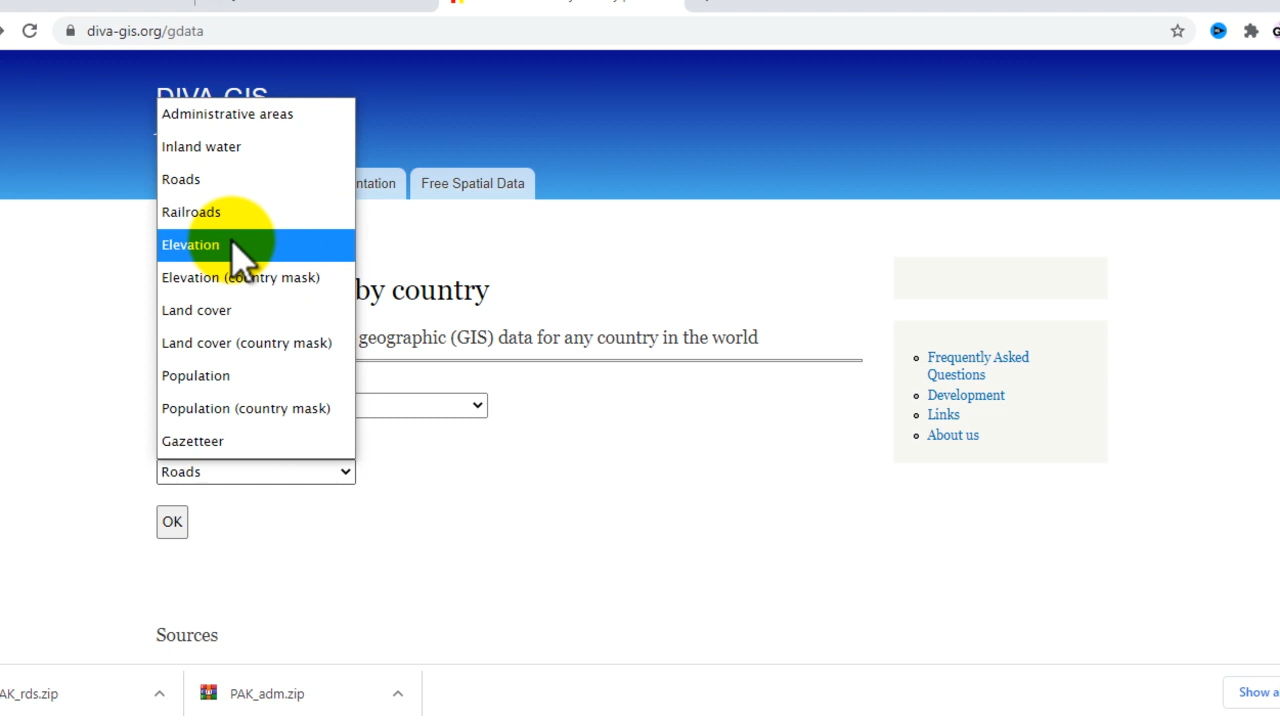 diva-gis.org/gdata
DIVA-GIS
ntation
Free Spatial Data
Administrative areas
Inland water
Roads
Railroads
Elevation
Elevation (country mask)
Land cover
Land cover (country mask)
Population
Population (country mask)
Gazetteer
by country
geographic (GIS) data for any country in the world
Roads
OK
Frequently Asked
Questions
Development
Links
About us
Sources
AK_rds.zip
PAK_adm.zip
Show a